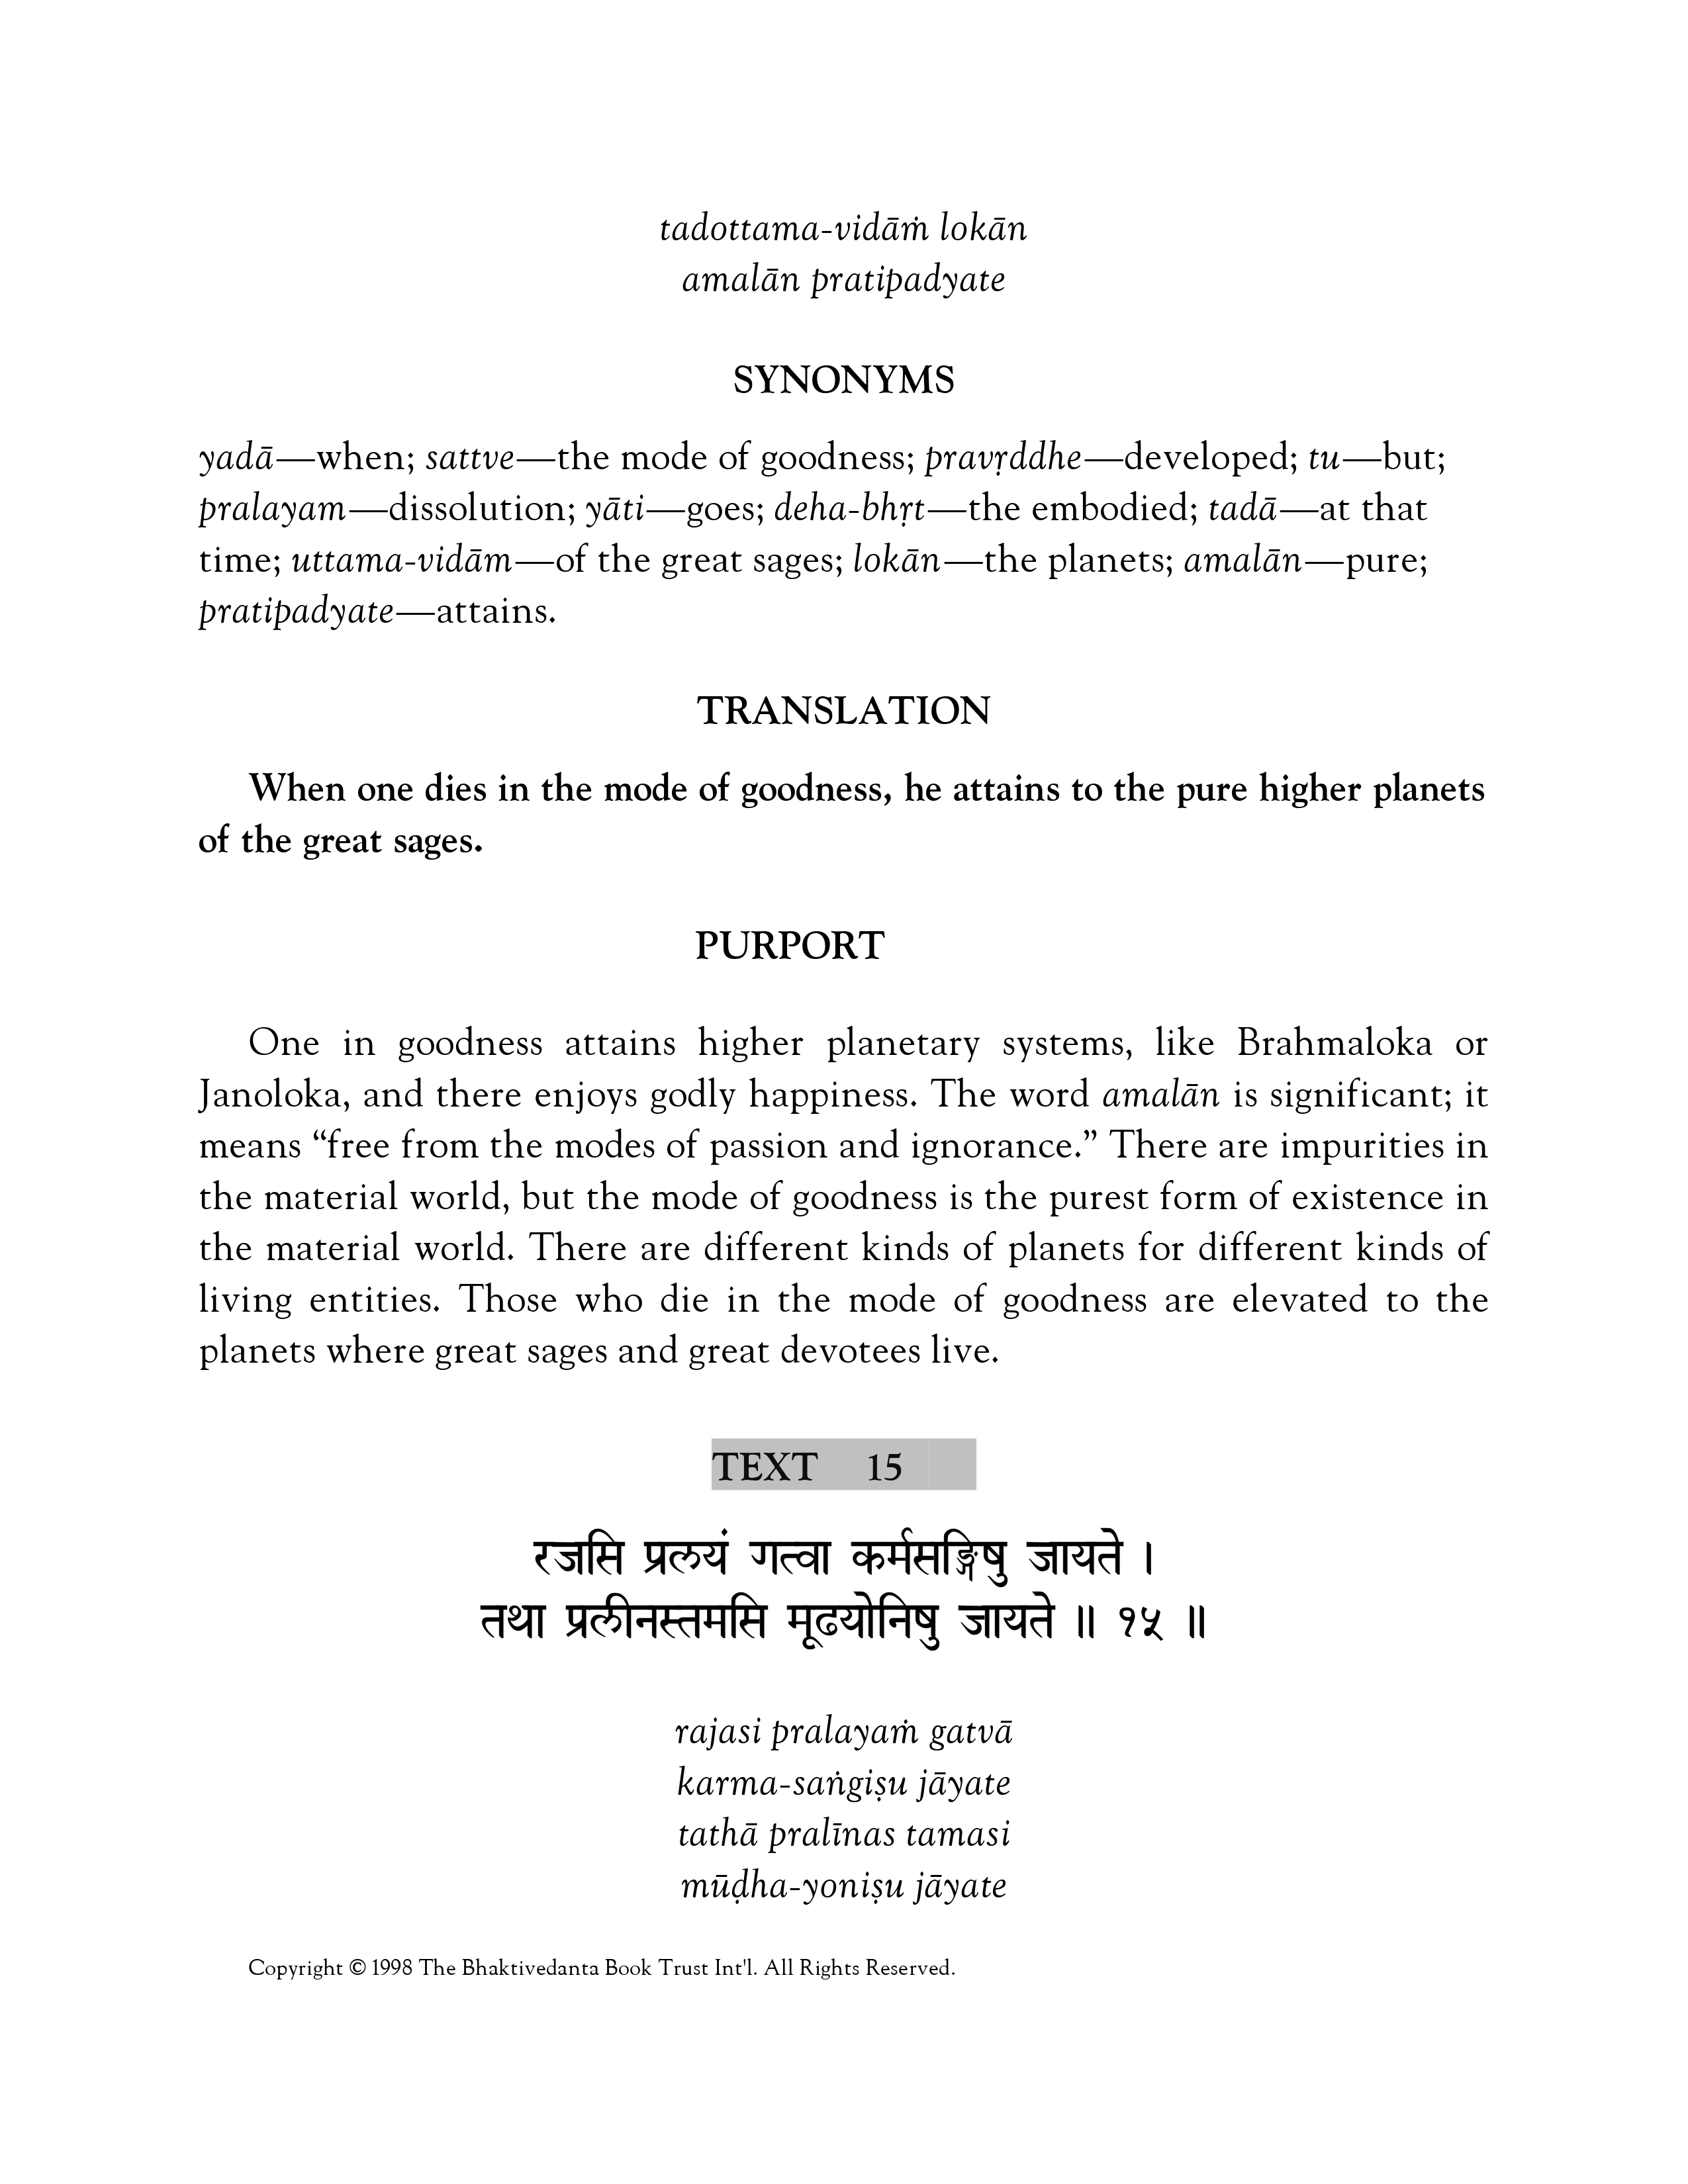 tadottama-vidāṁ lokān
amalān pratipadyate
SYNONYMS
yadā—when; sattve—the mode of goodness; pravṛddhe—developed; tu—but;
pralayam—dissolution; yāti—goes; deha-bhṛt—the embodied; tadā—at that
time; uttama-vidām—of the great sages; lokān—the planets; amalān—pure;
pratipadyate—attains.
TRANSLATION
When one dies in the mode of goodness, he attains to the pure higher planets
of the great sages.
PURPORT
One in goodness attains higher planetary systems, like Brahmaloka or
Janoloka, and there enjoys godly happiness. The word amalān is significant; it
means “free from the modes of passion and ignorance.” There are impurities in
the material world, but the mode of goodness is the purest form of existence in
the material world. There are different kinds of planets for different kinds of
living entities. Those who die in the mode of goodness are elevated to the
planets where great sages and great devotees live.
TEXT 15
रजसि प्रलयं गत्वा कर्मसङ्गिषु जायते ।
तथा प्रलीनस्तमसि मूढयोनिषु जायते ॥ १५ ॥
rajasi pralayaṁ gatvā
karma-saṅgiṣu jāyate
tathā pralīnas tamasi
mūḍha-yoniṣu jāyate
Copyright © 1998 The Bhaktivedanta Book Trust Int'l. All Rights Reserved.